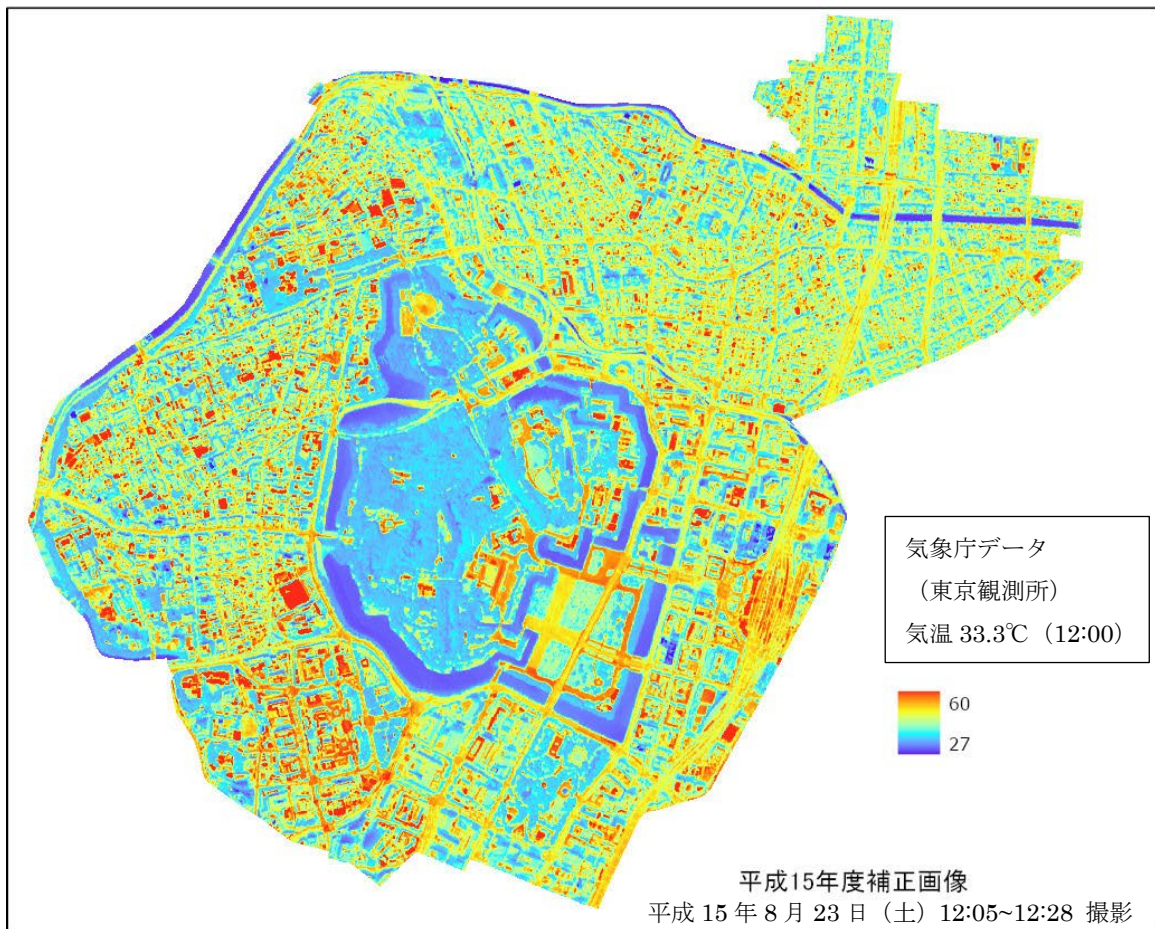 気象庁データ
（東京観測所）
気温 33.3℃（12:00）
60
27
平成15年度補正画像
平成 15 年 8 月 23 日（土）12:05~12:28 撮影